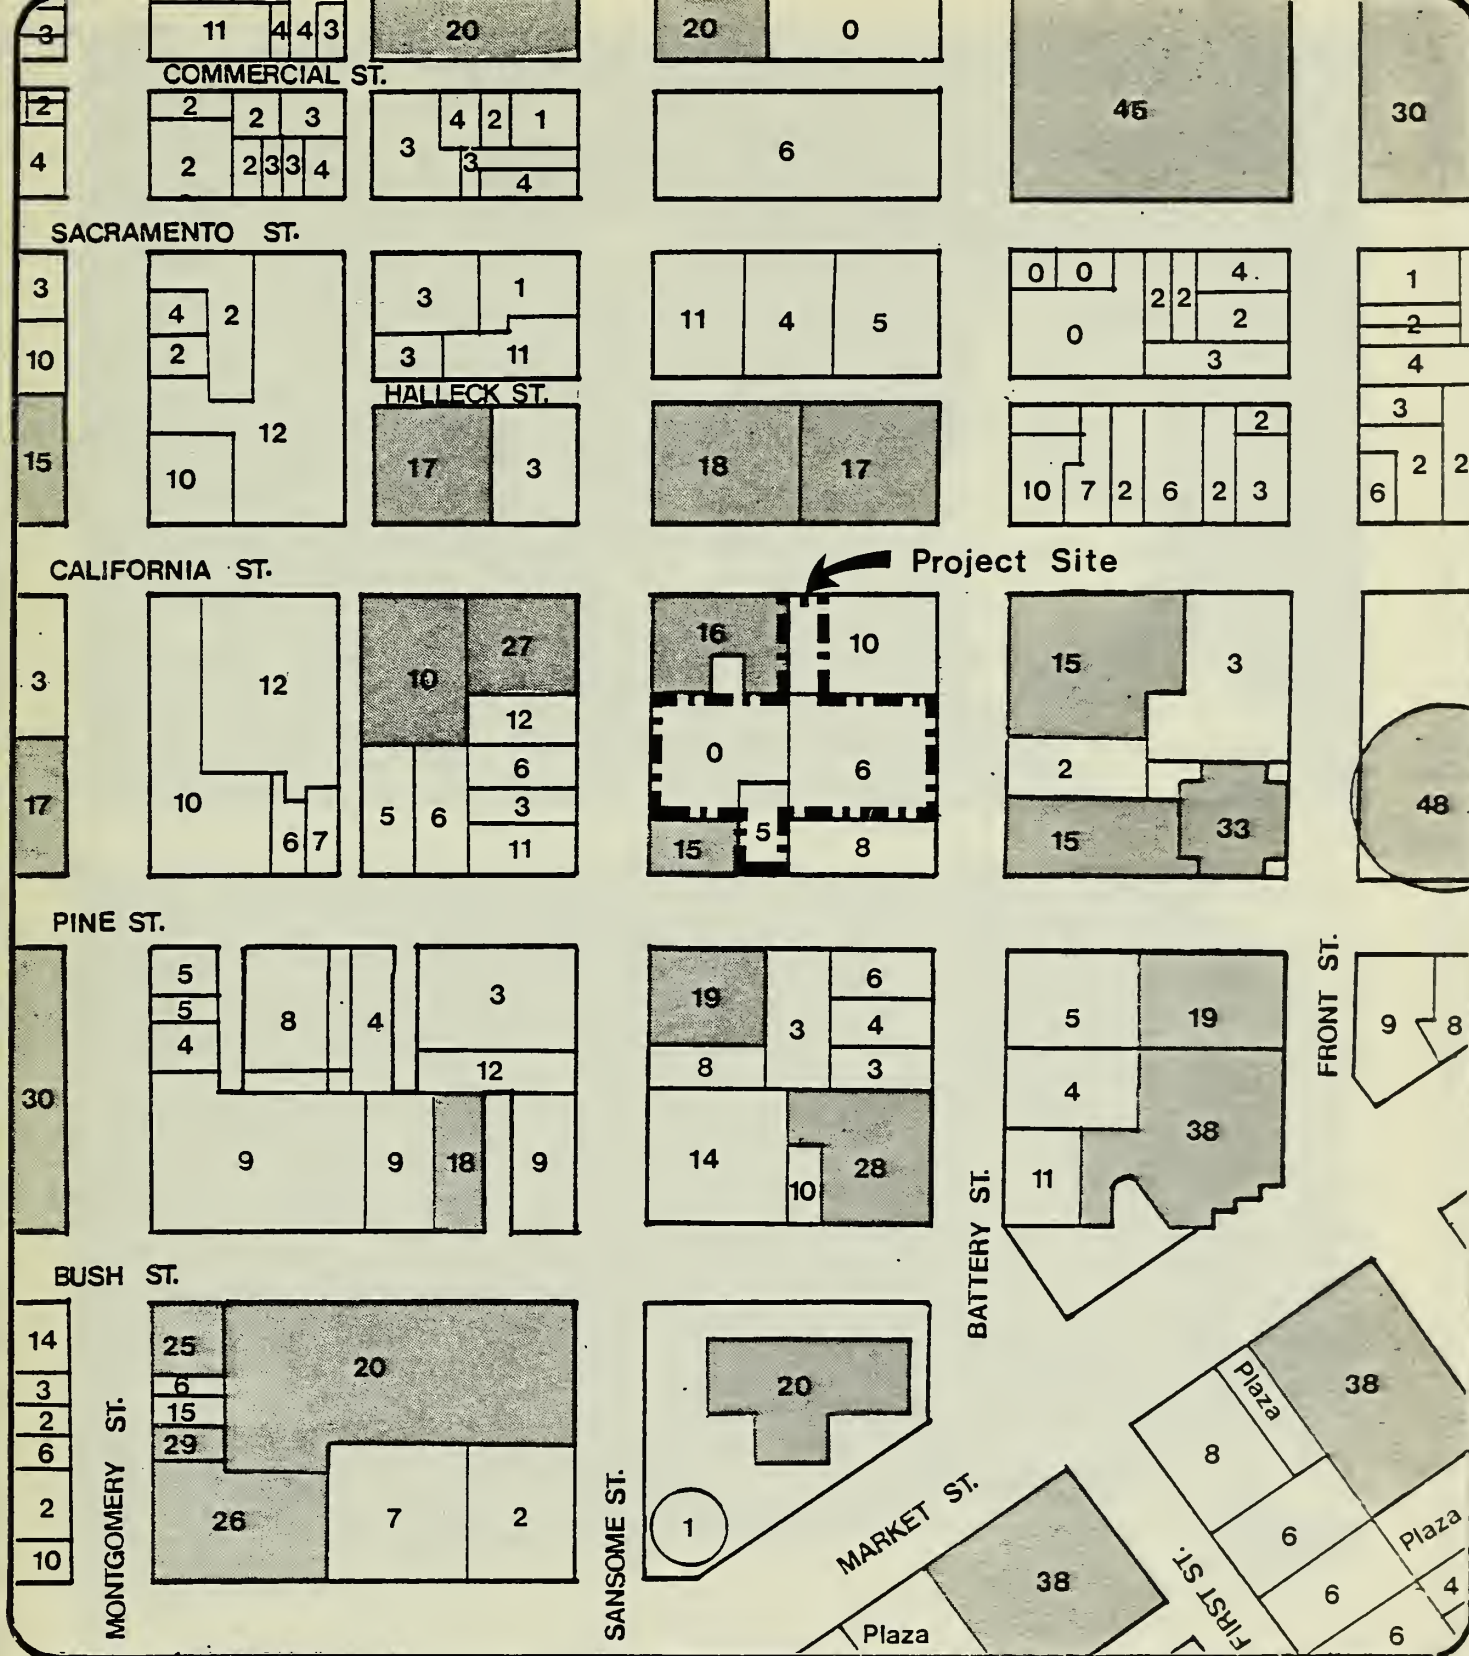 3 11 4 4 3 20 20 0 45 30
COMMERCIAL ST.
2 2 2 3 4 2 1
3 6
4 2 2 3 3 4 3 4
SACRAMENTO ST.
3 4 2 3 1 11 4 5 0 0 2 2 4 1
10 2 3 11 0 2 3 2 4
HALLECK ST.
15 12 10 17 3 18 17 10 7 2 6 2 2 3 3 6 2 2
CALIFORNIA ST.
Project Site
3 12 10 27 16 10 15 3
12 0 6 2
17 10 6 7 5 6 6 3 11 5 15 8 15 33 48
PINE ST.
FRONT ST.
5 8 4 3 19 3 6 5 19 9 8
5 4
4 12 8 3 4
30 9 9 18 9 14 10 28 11 38
BATTERY ST.
BUSH ST.
14 25 20 20 38
Plaza
3 6
2 15
6 29 8
MONTGOMERY ST.
SANSOME ST.
MARKET ST.
FIRST ST.
2 26 7 2 1 6
Plaza
10 38 6 4
Plaza
6